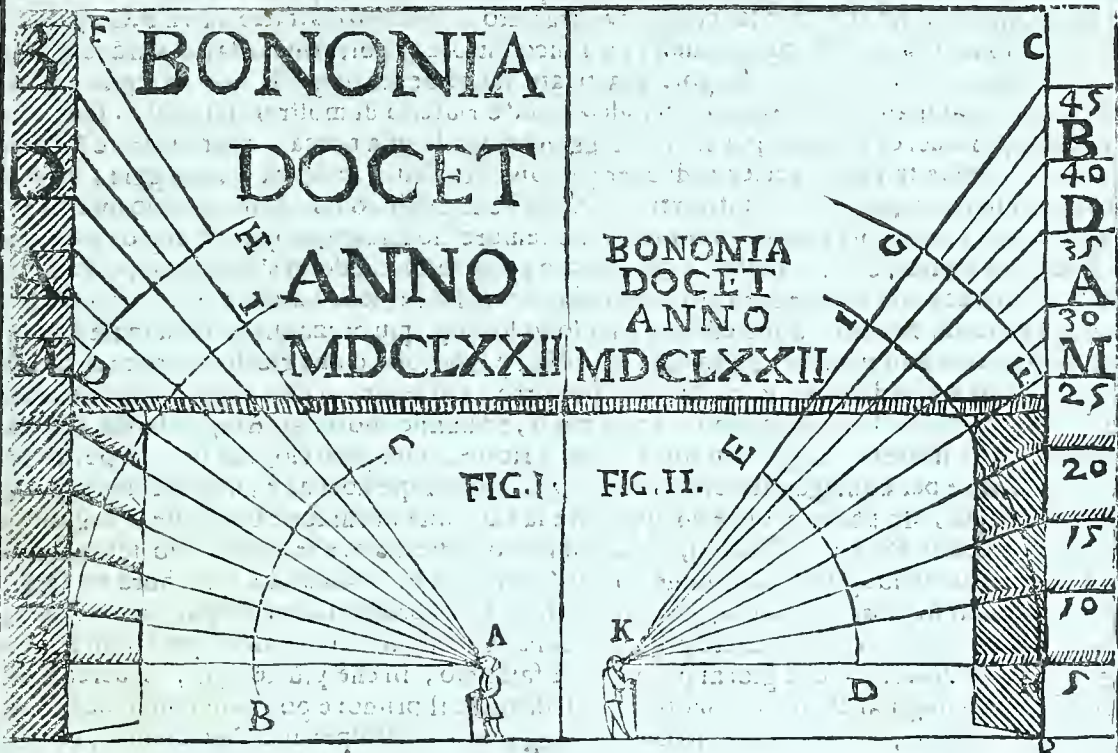 F
BONONIA
DOCET
ANNO
MDCLXXII
D
A
H
I
C
FIG. I.
A
B
C
BONONIA
DOCET
ANNO
MDCLXXII
G
F
E
FIG. II.
K
D
45
B
40
D
35
A
30
M
25
20
15
10
5